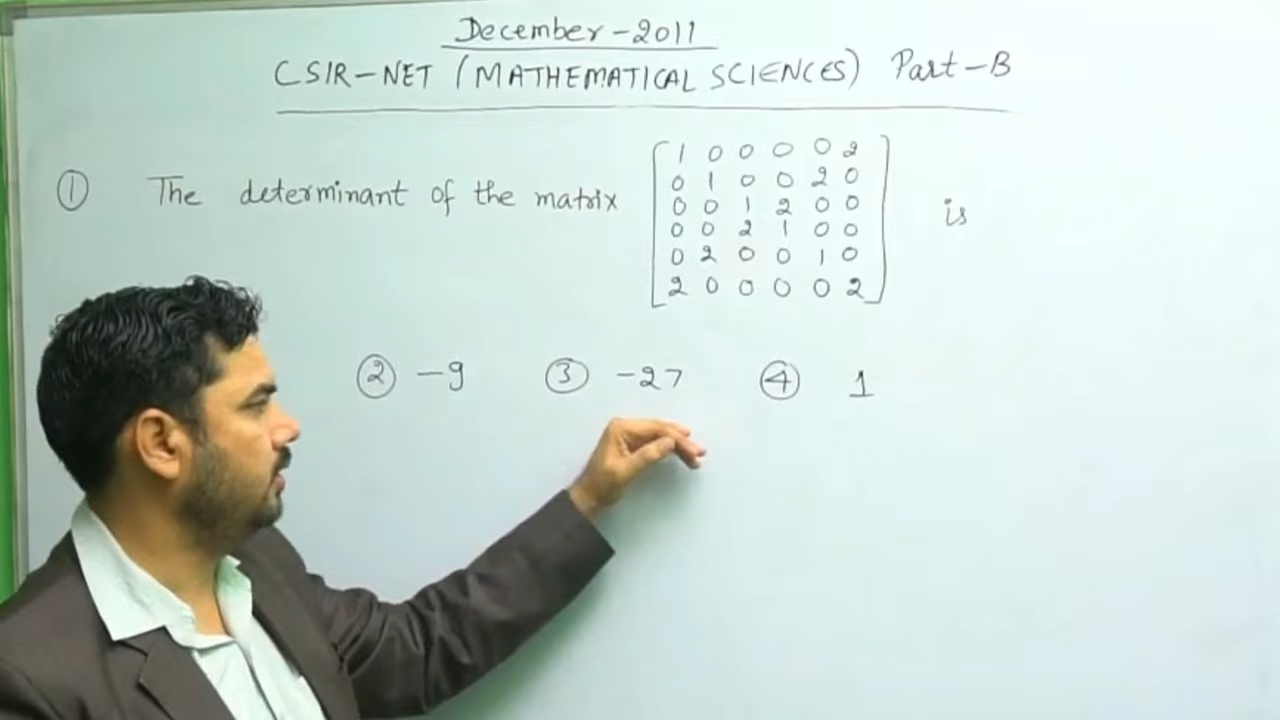 December - 2011
CSIR-NET (MATHEMATICAL SCIENCES) Part-B
① The determinant of the matrix is
1 0 0 0 0 2
0 1 0 0 2 0
0 0 1 2 0 0
0 0 2 1 0 0
0 2 0 0 1 0
2 0 0 0 0 2
② -9 ③ -27 ④ 1